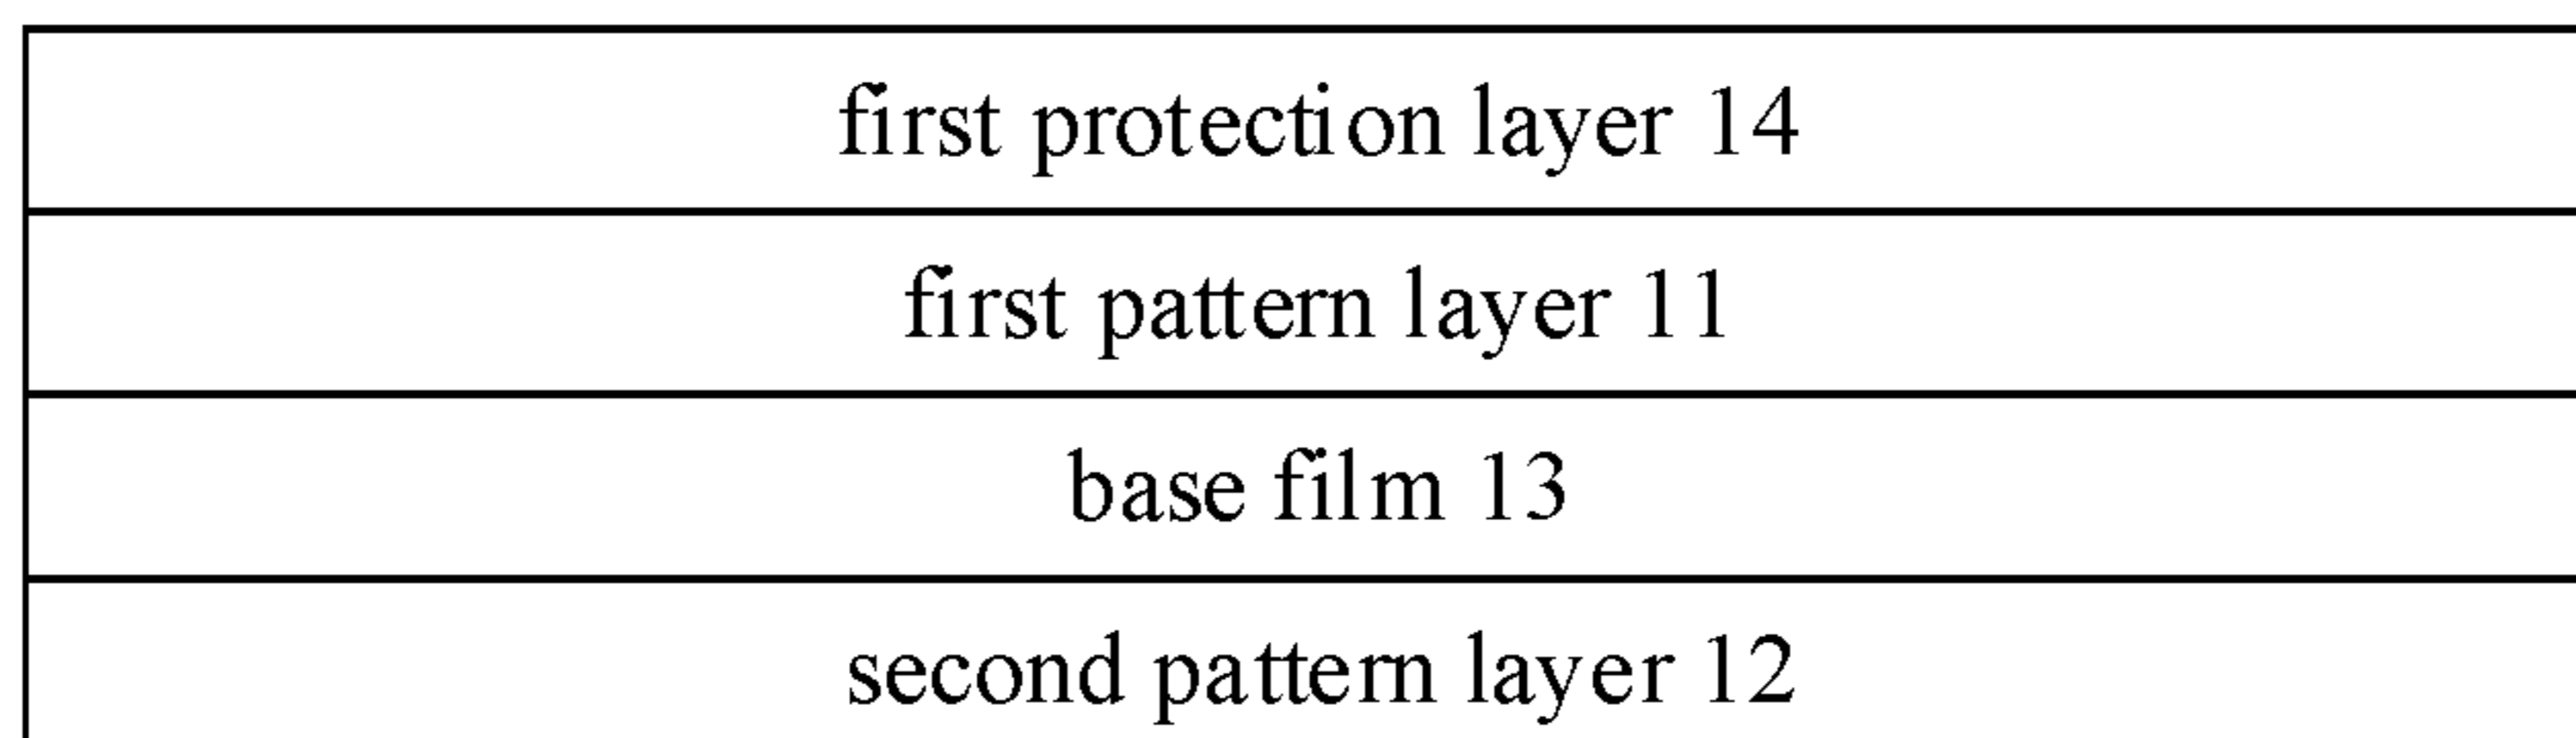 first protection layer 14
first pattern layer 11
base film 13
second pattern layer 12